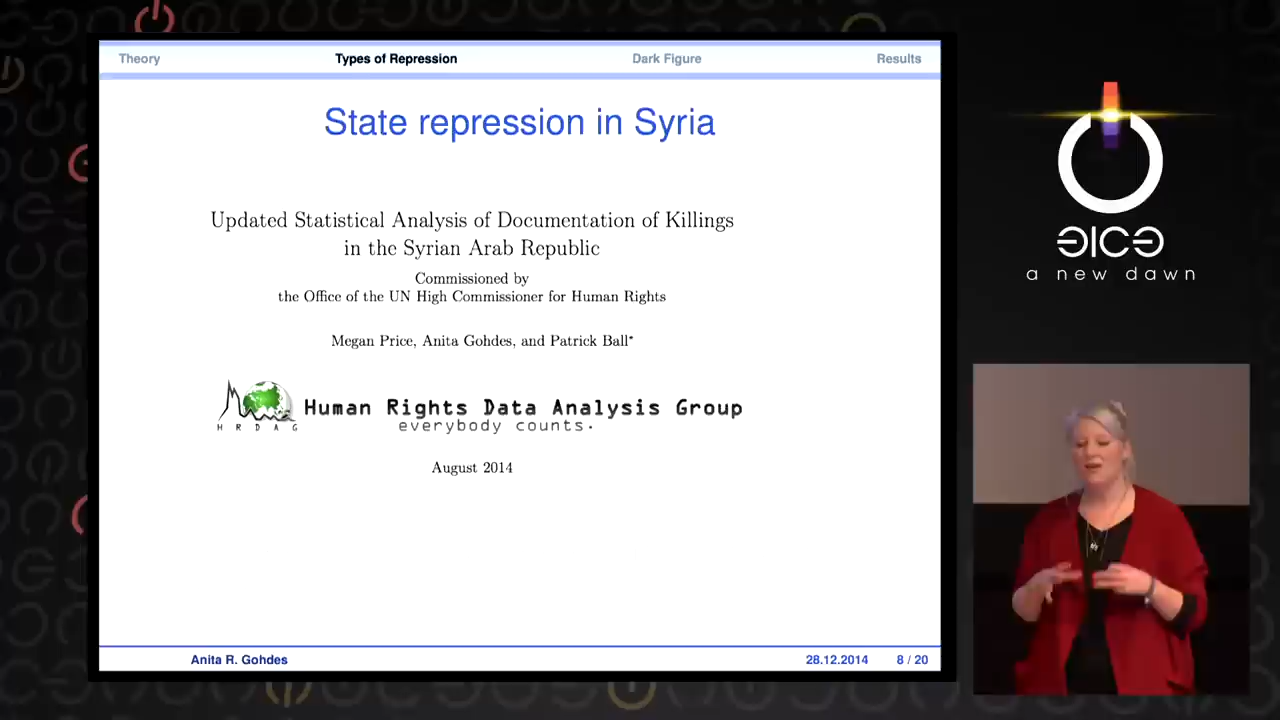 Theory
Types of Repression
Dark Figure
Results
State repression in Syria
Updated Statistical Analysis of Documentation of Killings
in the Syrian Arab Republic
Commissioned by
the Office of the UN High Commissioner for Human Rights
Megan Price, Anita Gohdes, and Patrick Ball*
H R D A G
Human Rights Data Analysis Group
everybody counts.
August 2014
Anita R. Gohdes
28.12.2014
8 / 20
a new dawn